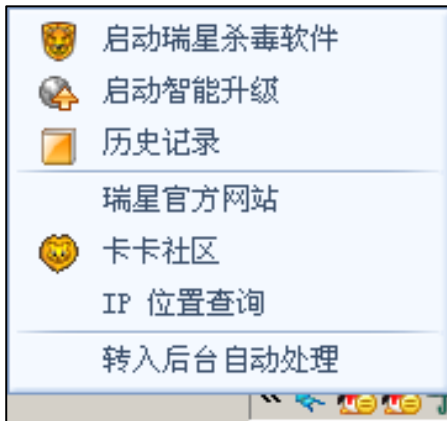 启动瑞星杀毒软件
启动智能升级
历史记录
瑞星官方网站
卡卡社区
IP 位置查询
转入后台自动处理